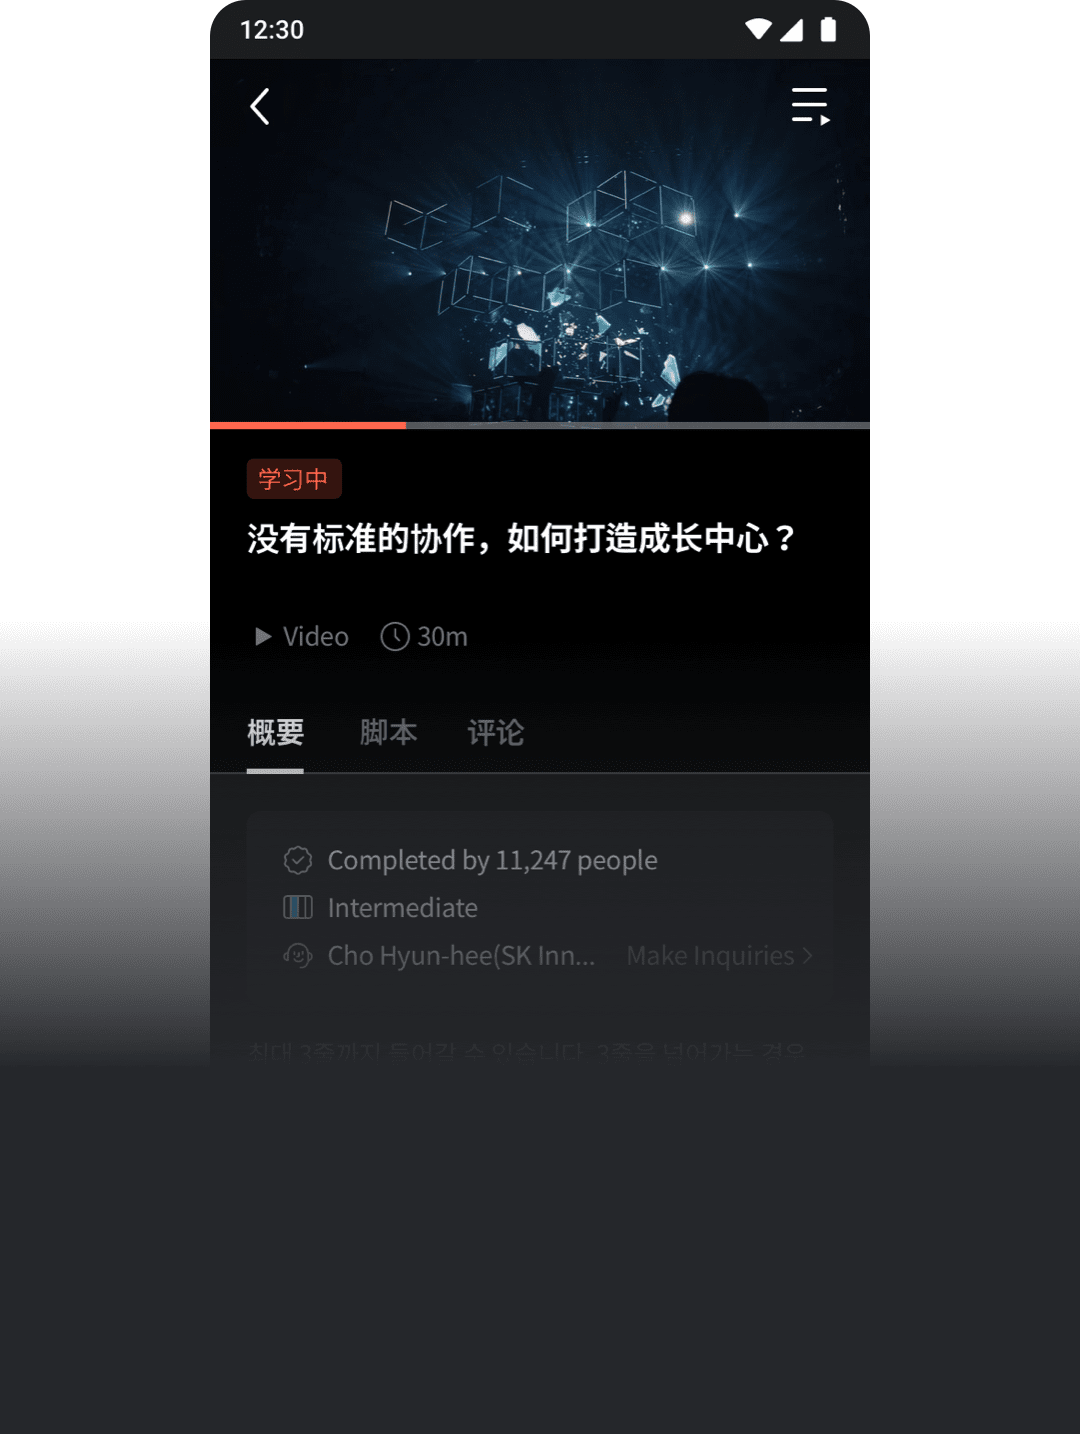 12:30
学习中
没有标准的协作，如何打造成长中心？
Video 30m
概要 脚本 评论
Completed by 11,247 people
Intermediate
Cho Hyun-hee(SK Inn... Make Inquiries
최대 3줄까지 들어갈 수 있습니다. 3줄을 넘어가는 경우